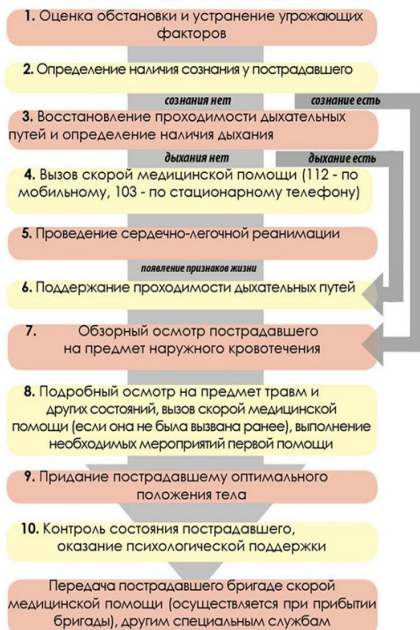 1. Оценка обстановки и устранение угрожающих
факторов
2. Определение наличия сознания у пострадавшего
сознания нет
сознание есть
3. Восстановление проходимости дыхательных
путей и определение наличия дыхания
дыхания нет
дыхание есть
4. Вызов скорой медицинской помощи (112 - по
мобильному, 103 - по стационарному телефону)
5. Проведение сердечно-легочной реанимации
появление признаков жизни
6. Поддержание проходимости дыхательных путей
7. Обзорный осмотр пострадавшего
на предмет наружного кровотечения
8. Подробный осмотр на предмет травм и
других состояний, вызов скорой медицинской
помощи (если она не была вызвана ранее), выполнение
необходимых мероприятий первой помощи
9. Придание пострадавшему оптимального
положения тела
10. Контроль состояния пострадавшего,
оказание психологической поддержки
Передача пострадавшего бригаде скорой
медицинской помощи (осуществляется при прибытии
бригады), другим специальным службам